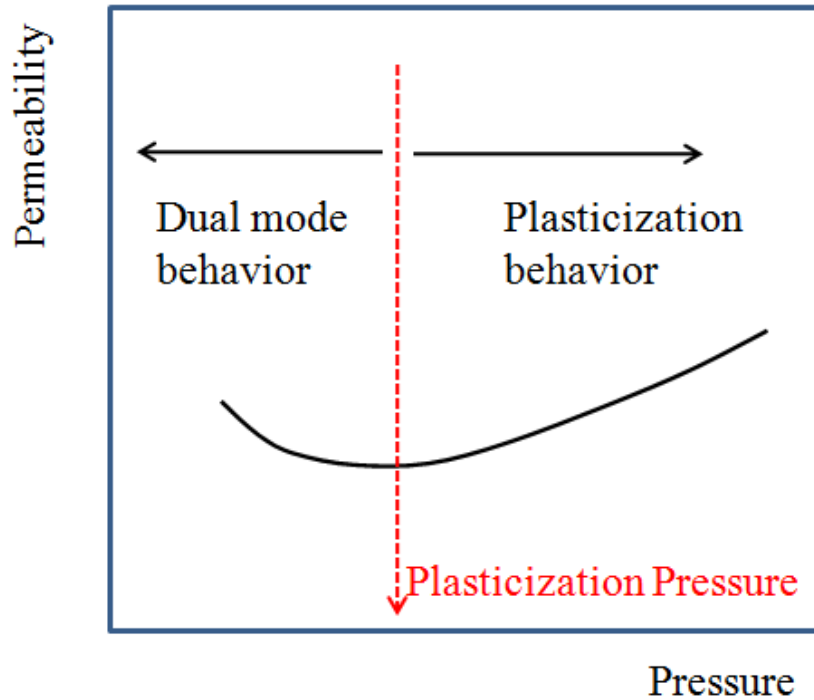 Permeability
Dual mode
behavior
Plasticization
behavior
Plasticization Pressure
Pressure